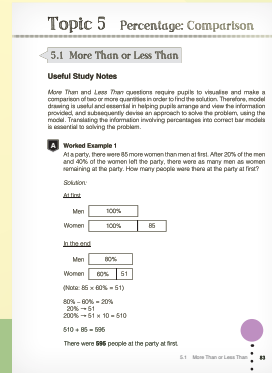 Topic 5 Percentage: Comparison
5.1 More Than or Less Than
Useful Study Notes
More Than and Less Than questions require pupils to visualise and make a
comparison of two or more quantities in order to find the solution. Therefore, model
drawing is useful and essential in helping pupils arrange and view the information
provided, and subsequently devise an approach to solve the problem, using the
model. Translating the information involving percentages into correct bar models
is essential to solving the problem.
A Worked Example 1
At a party, there were 85 more women than men at first. After 20% of the men
and 40% of the women left the party, there were as many men as women
remaining at the party. How many people were there at the party at first?
Solution:
At first
Men 100%
Women 100% 85
In the end
Men 80%
Women 60% 51
(Note: 85 × 60% = 51)
80% – 60% = 20%
20% → 51
200% → 51 × 10 = 510
510 + 85 = 595
There were 595 people at the party at first.
5.1 More Than or Less Than 83